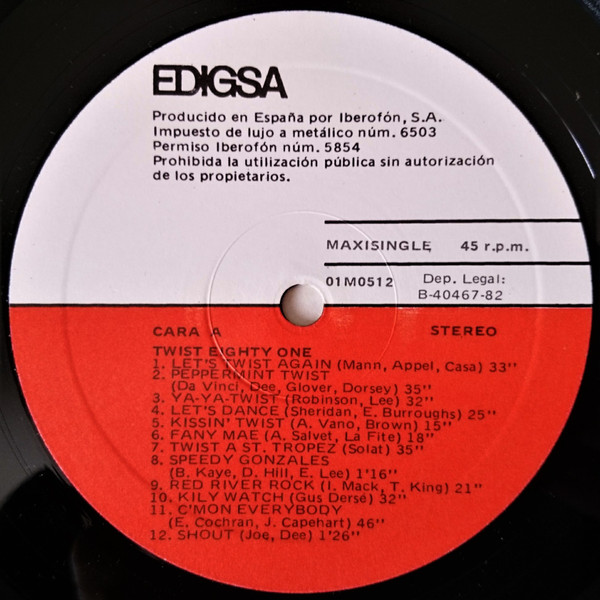 EDIGSA
Producido en España por Iberofón, S.A.
Impuesto de lujo a metálico núm. 6503
Permiso Iberofón núm. 5854
Prohibida la utilización pública sin autorización
de los propietarios.
MAXISINGLE 45 r.p.m.
01M0512 Dep. Legal:
B-40467-82
CARA A STEREO
TWIST EIGHTY ONE
1. LET'S TWIST AGAIN (Mann, Appel, Casa) 33"
2. PEPPERMINT TWIST
(Da Vinci, Dee, Glover, Dorsey) 35"
3. YA-YA-TWIST (Robinson, Lee) 32"
4. LET'S DANCE (Sheridan, E. Burroughs) 25"
5. KISSIN' TWIST (A. Vano, Brown) 15"
6. FANY MAE (A. Salvet, La Fite) 18"
7. TWIST A ST. TROPEZ (Solat) 35"
8. SPEEDY GONZALES
(B. Kaye, D. Hill, E. Lee) 1'16"
9. RED RIVER ROCK (I. Mack, T. King) 21"
10. KILY WATCH (Gus Dersé) 32"
11. C'MON EVERYBODY
(E. Cochran, J. Capehart) 46"
12. SHOUT (Joe, Dee) 1'26"